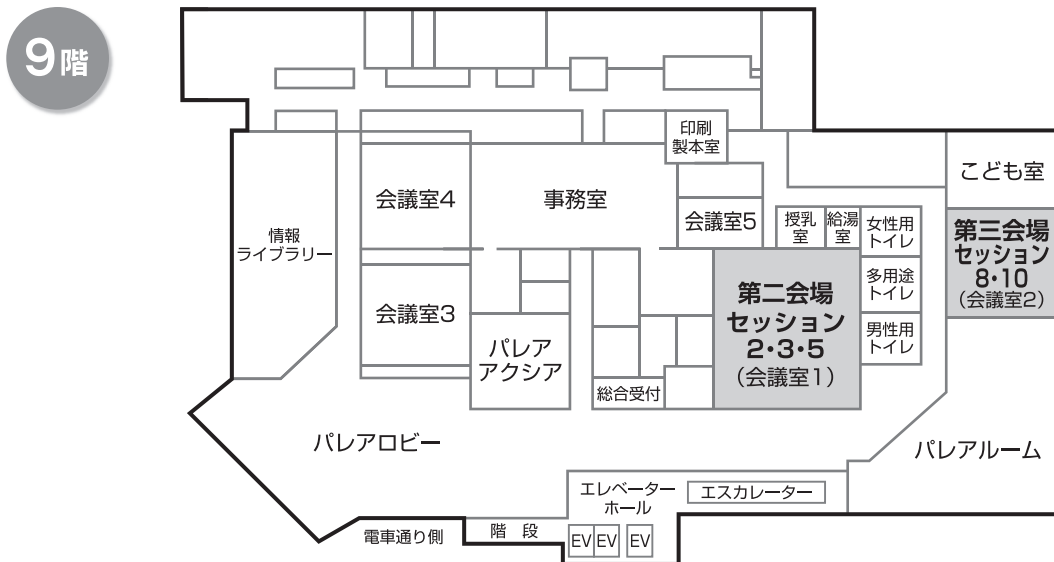 9階
印刷
製本室
こども室
会議室4
事務室
会議室5
授乳
室
給湯
室
女性用
トイレ
第三会場
セッション
8・10
（会議室2）
情報
ライブラリー
多用途
トイレ
第二会場
セッション
2・3・5
（会議室1）
会議室3
男性用
トイレ
パレア
アクシア
総合受付
パレアロビー
パレアルーム
エレベーター
ホール
エスカレーター
電車通り側
階 段
EV EV EV